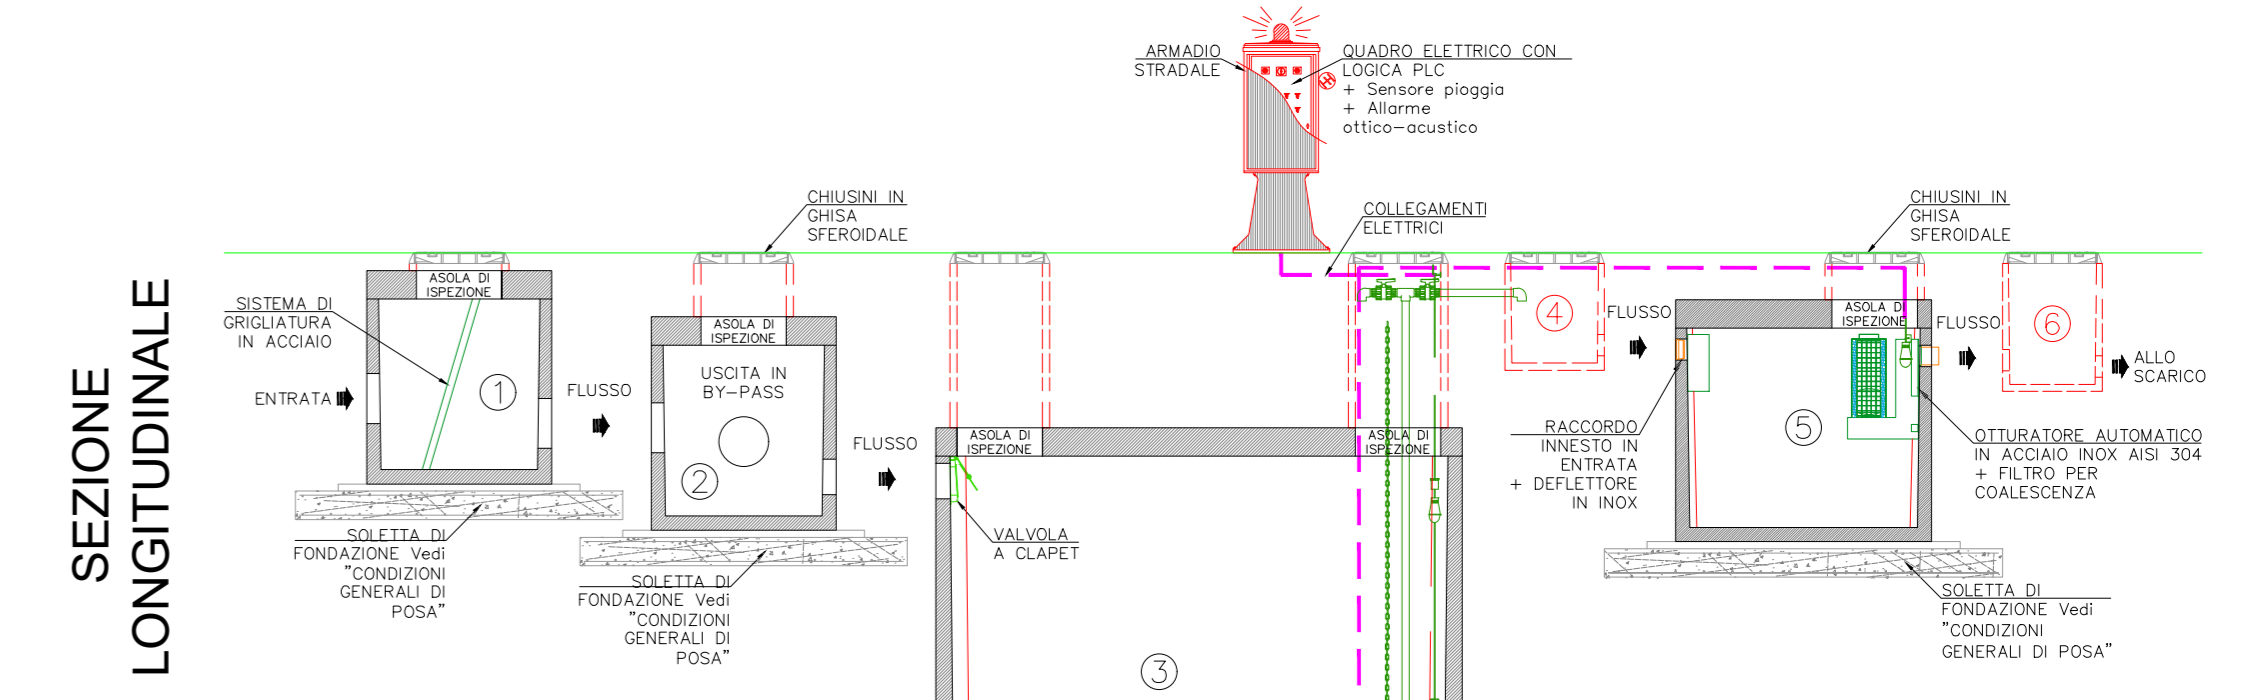 SEZIONE
LONGITUDINALE
ARMADIO
STRADALE
QUADRO ELETTRICO CON
LOGICA PLC
+ Sensore pioggia
+ Allarme
ottico-acustico
CHIUSINI IN
GHISA
SFEROIDALE
COLLEGAMENTI
ELETTRICI
CHIUSINI IN
GHISA
SFEROIDALE
SISTEMA DI
GRIGLIATURA
IN ACCIAIO
ASOLA DI
ISPEZIONE
ENTRATA
1
FLUSSO
SOLETTA DI
FONDAZIONE Vedi
"CONDIZIONI
GENERALI DI
POSA"
ASOLA DI
ISPEZIONE
USCITA IN
BY-PASS
2
FLUSSO
SOLETTA DI
FONDAZIONE Vedi
"CONDIZIONI
GENERALI DI
POSA"
ASOLA DI
ISPEZIONE
ASOLA DI
ISPEZIONE
VALVOLA
A CLAPET
3
4
FLUSSO
RACCORDO
INNESTO IN
ENTRATA
+ DEFLETTORE
IN INOX
ASOLA DI
ISPEZIONE
5
FLUSSO
6
ALLO
SCARICO
OTTURATORE AUTOMATICO
IN ACCIAIO INOX AISI 304
+ FILTRO PER
COALESCENZA
SOLETTA DI
FONDAZIONE Vedi
"CONDIZIONI
GENERALI DI POSA"